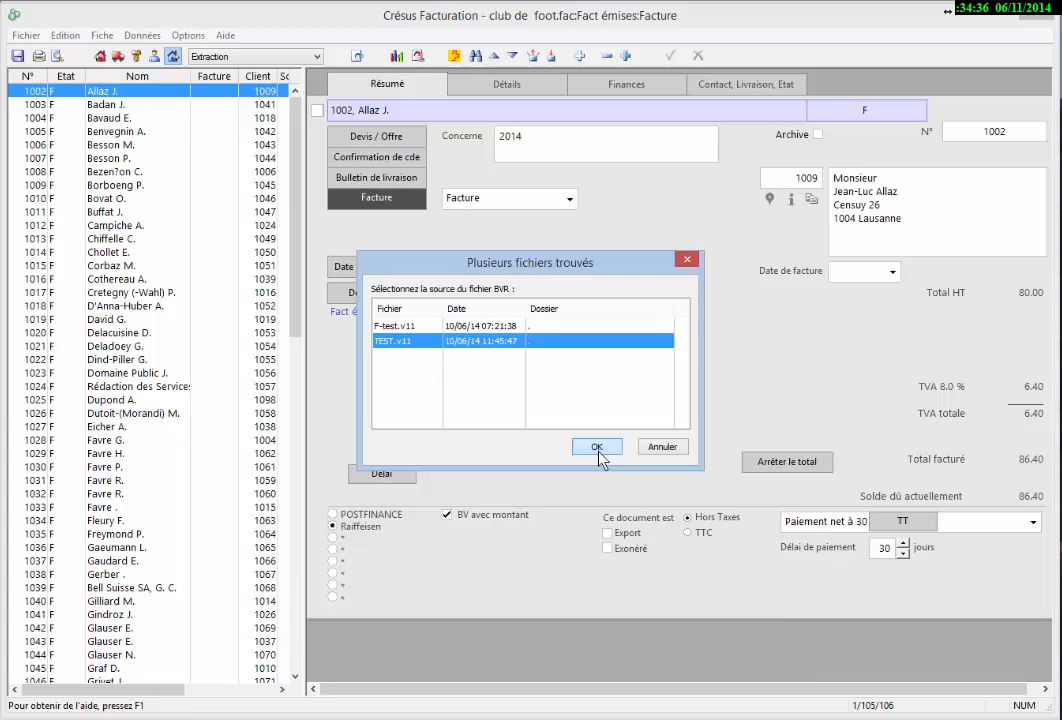 :34:36 06/11/2014
Crésus Facturation - club de foot.fac:Fact émises:Facture
Fichier Edition Fiche Données Options Aide
Extraction
N° Etat Nom Facture Client
1002 F Allaz J. 1009
1003 F Badan J. 1041
1004 F Bavaud E. 1018
1005 F Benvegnin A. 1042
1006 F Besson M. 1043
1007 F Besson P. 1044
1008 F Bezen?on C. 1036
1009 F Borboeng P. 1045
1010 F Bovat O. 1046
1011 F Buffat J. 1047
1012 F Campiche A. 1024
1013 F Chiffelle C. 1049
1014 F Chollet E. 1050
1015 F Corbaz M. 1051
1016 F Cothereau A. 1031
1017 F Cretegny (-Wahl) P. 1013
1018 F D'Anna-Huber A. 1052
1019 F David G. 1016
1020 F Delacuisine D. 1053
1021 F Deladoey G. 1054
1022 F Dind-Piller G. 1055
1023 F Domaine Public J. 1056
1024 F Rédaction des Services 1057
1025 F Dupond A. 1002
1026 F Dutoit-(Morandi) M. 1058
1027 F Eicher A. 1038
1028 F Favre G. 1004
1029 F Favre H. 1062
1030 F Favre P. 1061
1031 F Favre R. 1059
1032 F Favre R. 1060
1033 F Favre . 1015
1034 F Fleury F. 1063
1035 F Freymond P. 1064
1036 F Gaeumann L. 1065
1037 F Gaudard E. 1066
1038 F Gerber . 1067
1039 F Bell Suisse SA, G. C. 1068
1040 F Gilliard M. 1014
1041 F Gindroz J. 1026
1042 F Glauser E. 1069
1043 F Glauser E. 1037
1044 F Glauser N. 1070
1045 F Graf D. 1008
1046 F Grivet J. 1071
Résumé Détails Finances Contact, Livraison, Etat
1002, Allaz J. F
Devis / Offre
Confirmation de cde
Bulletin de livraison
Facture
Concerne 2014
Archive N° 1002
Facture
1009
Monsieur
Jean-Luc Allaz
Censuy 26
1004 Lausanne
Date de facture
Date
Fact é
Plusieurs fichiers trouvés
Sélectionnez la source du fichier BVR :
Fichier Date Dossier
F-test.v11 10/06/14 07:21:38 .
TEST.v11 10/06/14 11:45:47 .
OK Annuler
Délai
Total HT 80.00
TVA 8.0 % 6.40
TVA totale 6.40
Arrêter le total Total facturé 86.40
Solde dû actuellement 86.40
POSTFINANCE
Raiffeisen
*
*
*
*
*
*
BV avec montant
Ce document est
Export
Exonéré
Hors Taxes
TTC
Paiement net à 30 TT
Délai de paiement 30 jours
Pour obtenir de l'aide, pressez F1 1/105/106 NUM